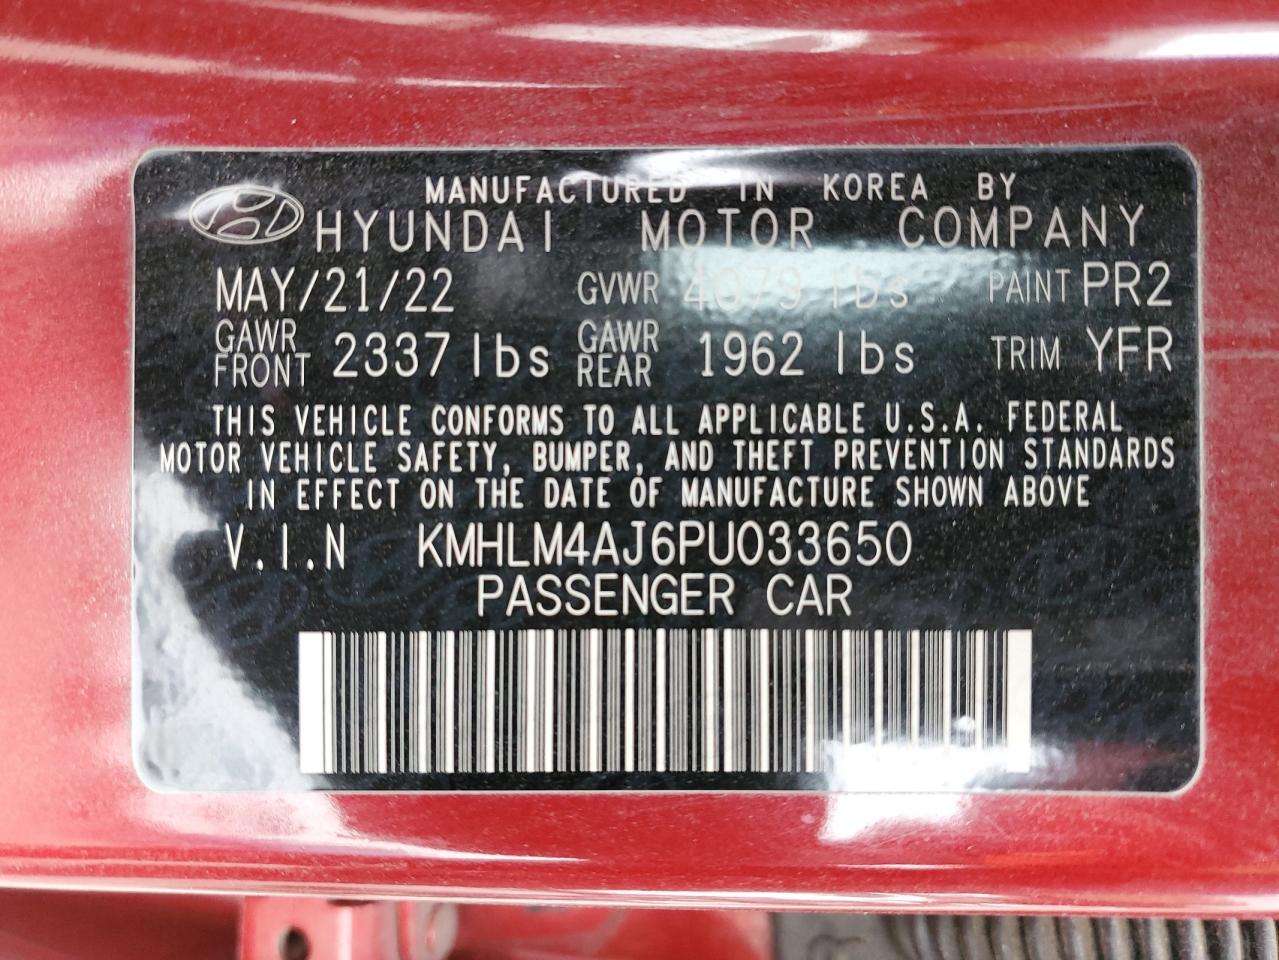 MANUFACTURED IN KOREA BY
HYUNDAI MOTOR COMPANY
MAY/21/22 GVWR 4079 lbs PAINT PR2
GAWR FRONT 2337 lbs GAWR REAR 1962 lbs TRIM YFR
THIS VEHICLE CONFORMS TO ALL APPLICABLE U.S.A. FEDERAL
MOTOR VEHICLE SAFETY, BUMPER, AND THEFT PREVENTION STANDARDS
IN EFFECT ON THE DATE OF MANUFACTURE SHOWN ABOVE
V.I.N KMHLM4AJ6PU033650
PASSENGER CAR